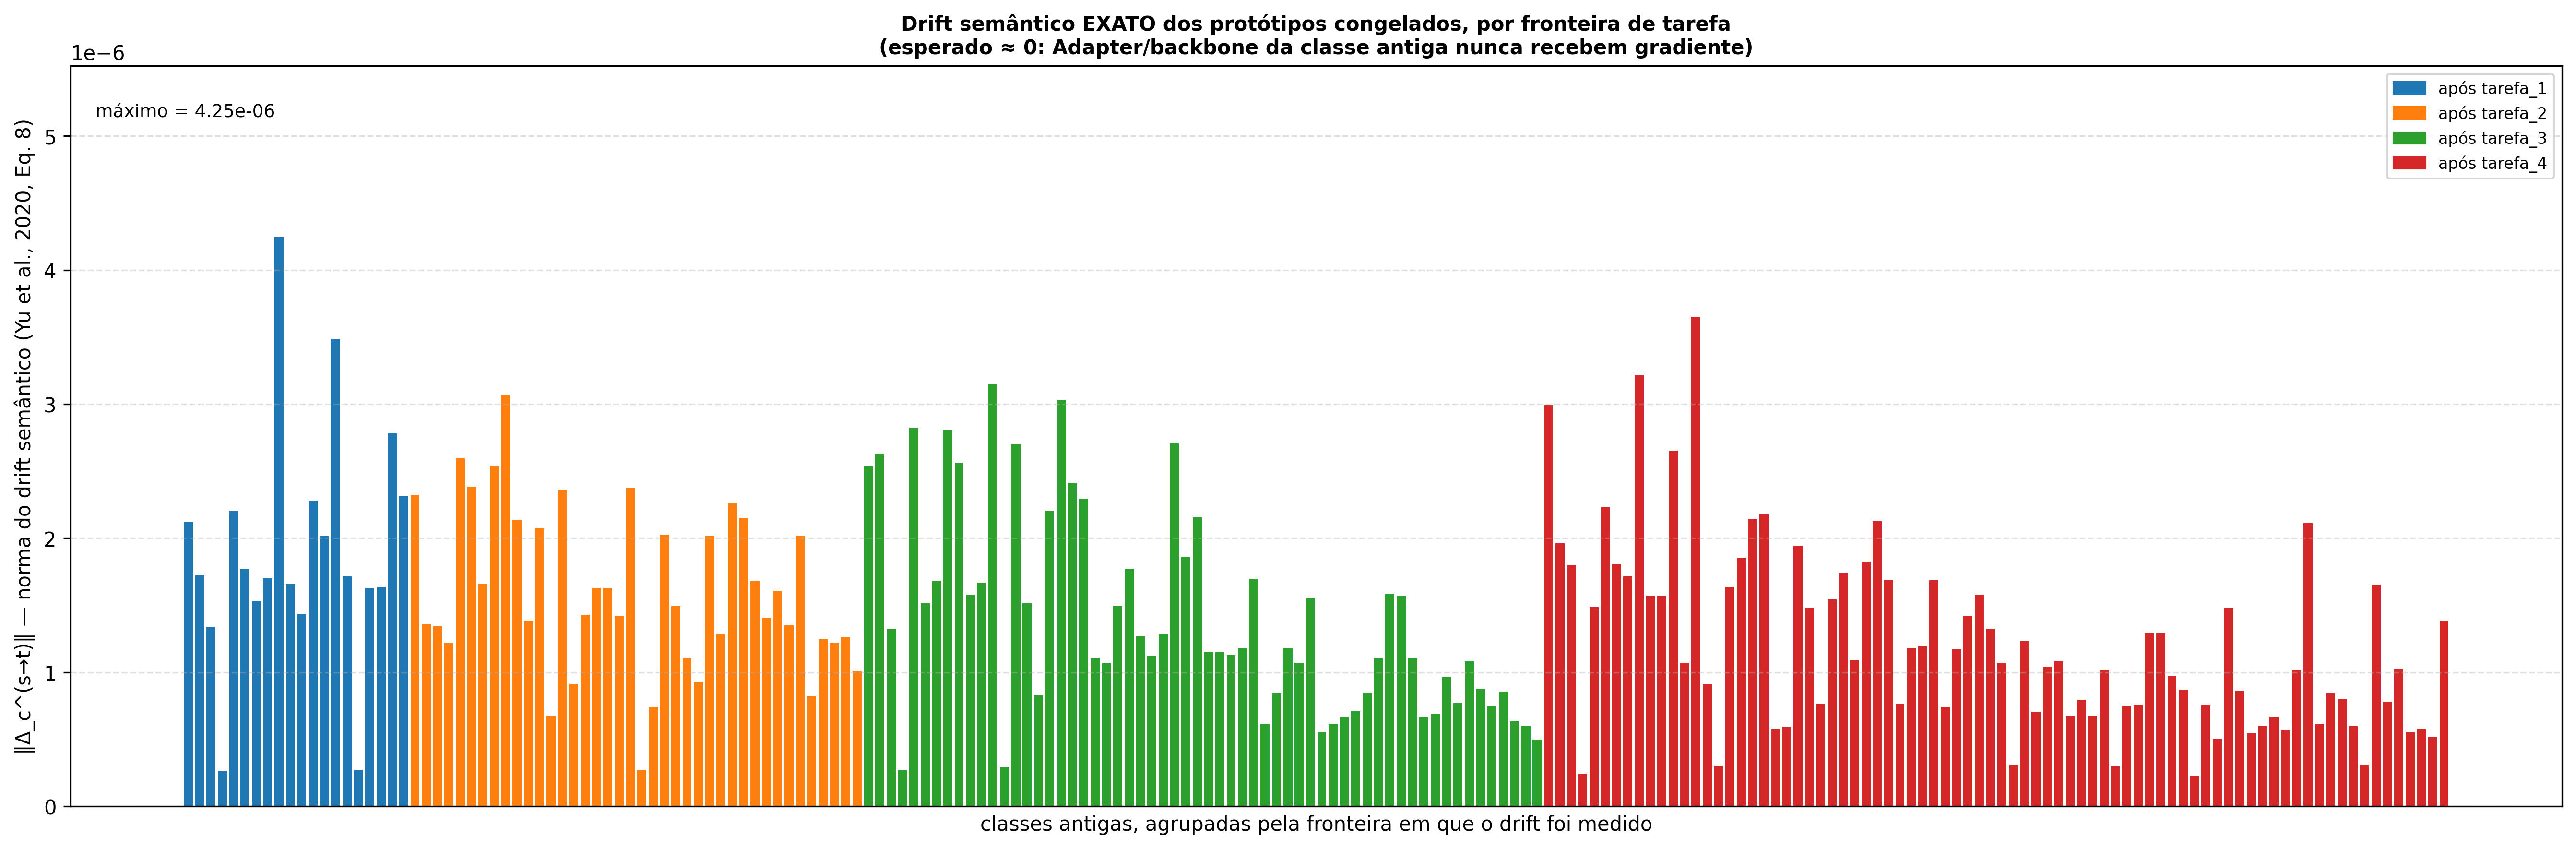 Drift semântico EXATO dos protótipos congelados, por fronteira de tarefa
(esperado ≈ 0: Adapter/backbone da classe antiga nunca recebem gradiente)
1e−6
máximo = 4.25e-06
após tarefa_1
após tarefa_2
após tarefa_3
após tarefa_4
‖Δ_c^(s→t)‖ — norma do drift semântico (Yu et al., 2020, Eq. 8)
5
4
3
2
1
0
classes antigas, agrupadas pela fronteira em que o drift foi medido